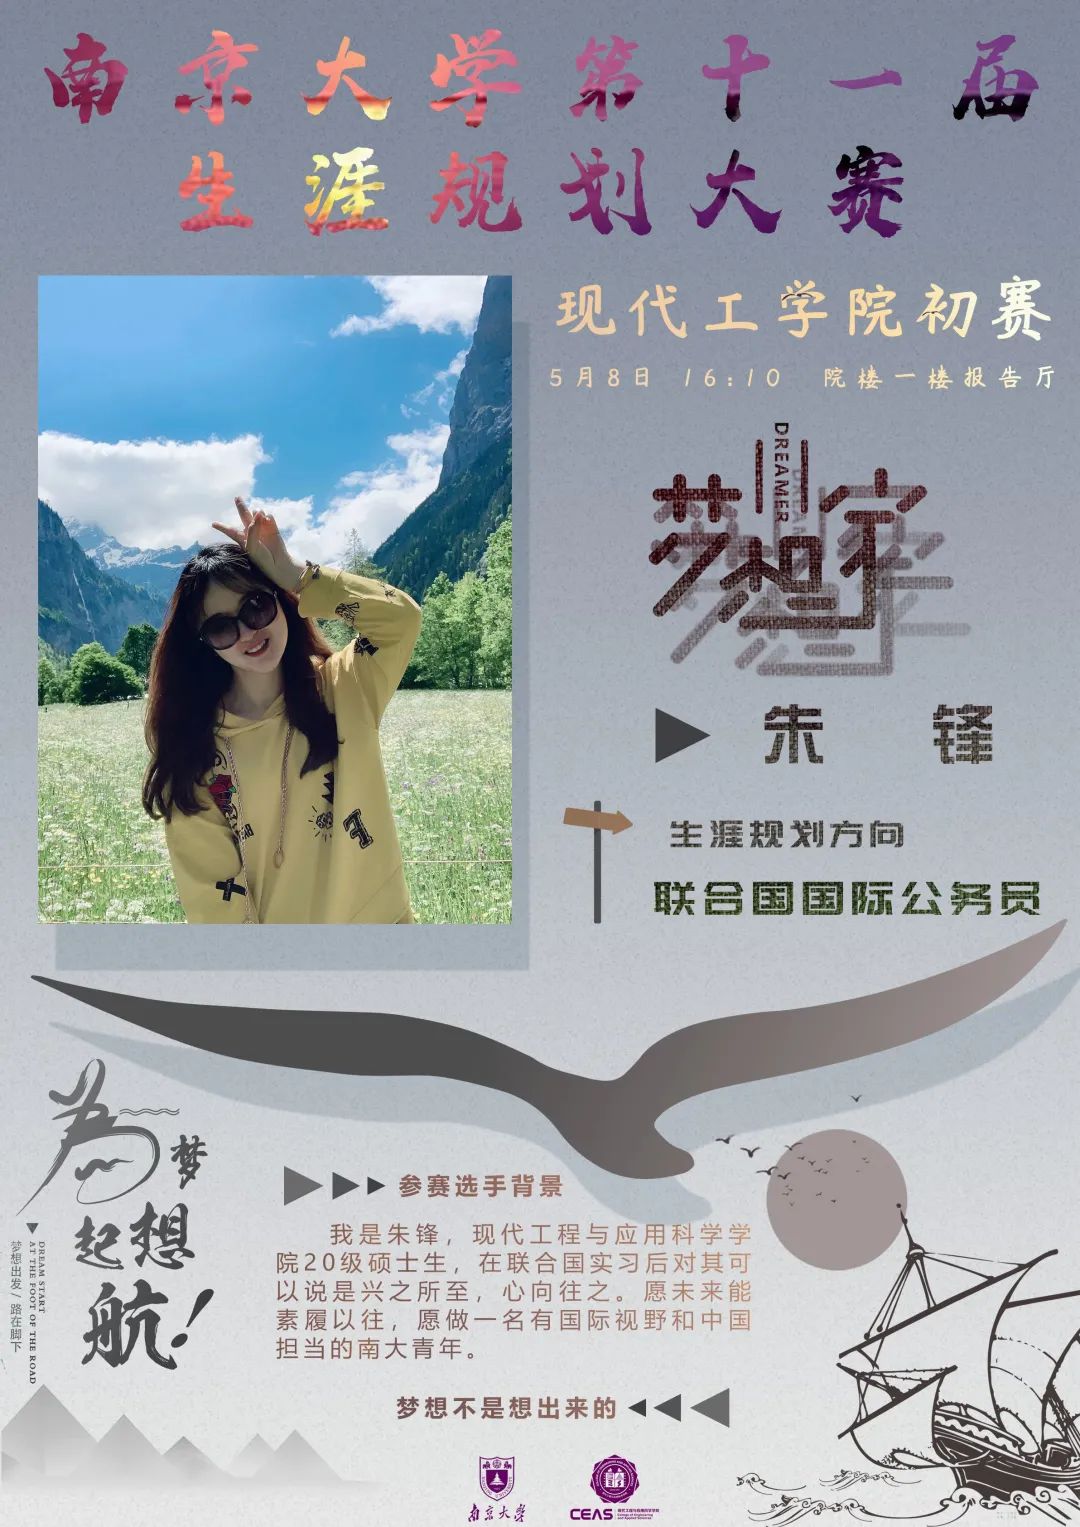 南京大学第十一届
生涯规划大赛
现代工学院初赛
5月8日 16:10 院楼一楼报告厅
DREAMER
梦想家
朱锋
生涯规划方向
联合国国际公务员
为梦
想
起
航！
DREAM START
AT THE FOOT OF THE ROAD
梦想出发/路在脚下
参赛选手背景
我是朱锋，现代工程与应用科学学
院20级硕士生，在联合国实习后对其可
以说是兴之所至，心向往之。愿未来能
素履以往，愿做一名有国际视野和中国
担当的南大青年。
梦想不是想出来的
南京大学
CEAS